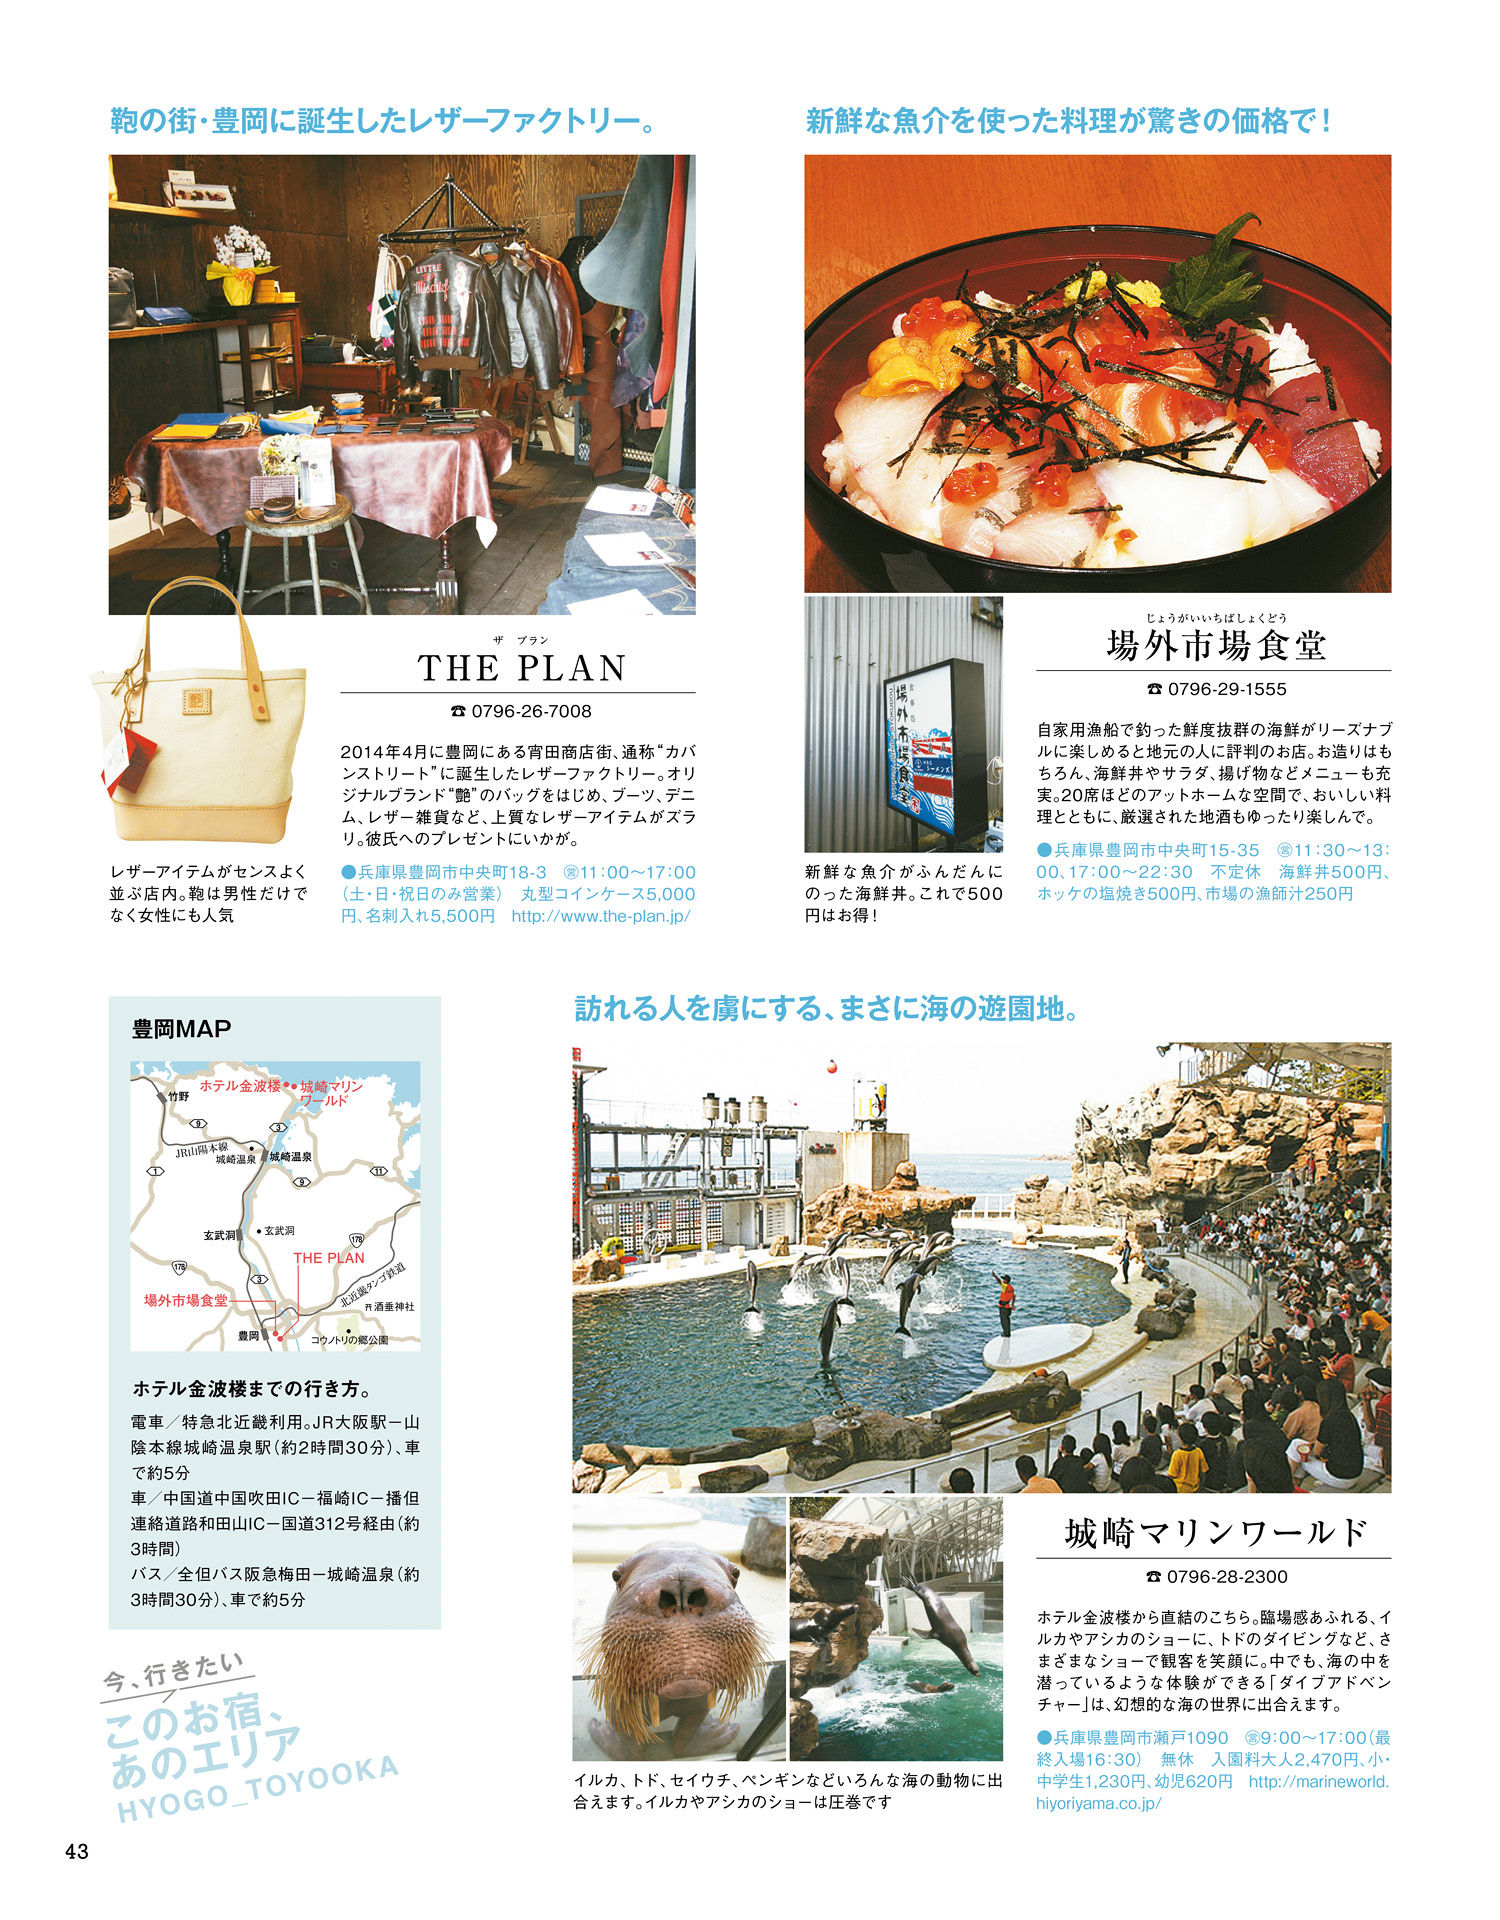 鞄の街・豊岡に誕生したレザーファクトリー。
ザ プラン
THE PLAN
☎ 0796-26-7008
2014年4月に豊岡にある宵田商店街、通称“カバ
ンストリート”に誕生したレザーファクトリー。オリ
ジナルブランド“艶”のバッグをはじめ、ブーツ、デニ
ム、レザー雑貨など、上質なレザーアイテムがズラ
リ。彼氏へのプレゼントにいかが。
●兵庫県豊岡市中央町18-3 ㊡11:00〜17:00
（土・日・祝日のみ営業） 丸型コインケース5,000
円、名刺入れ5,500円 http://www.the-plan.jp/
レザーアイテムがセンスよく
並ぶ店内。鞄は男性だけで
なく女性にも人気
新鮮な魚介を使った料理が驚きの価格で！
場外市場食堂
じょうがいいちばしょくどう
場外市場食堂
☎ 0796-29-1555
自家用漁船で釣った鮮度抜群の海鮮がリーズナブ
ルに楽しめると地元の人に評判のお店。お造りはも
ちろん、海鮮丼やサラダ、揚げ物などメニューも充
実。20席ほどのアットホームな空間で、おいしい料
理とともに、厳選された地酒もゆったり楽しんで。
●兵庫県豊岡市中央町15-35 ㊡11:30〜13:
00、17:00〜22:30 不定休 海鮮丼500円、
ホッケの塩焼き500円、市場の漁師汁250円
新鮮な魚介がふんだんに
のった海鮮丼。これで500
円はお得！
豊岡MAP
ホテル金波楼
城崎マリン
ワールド
竹野
9
3
JR山陽本線
城崎温泉
城崎温泉
1
9
11
玄武洞
玄武洞
178
THE PLAN
178
3
北近畿タンゴ鉄道
場外市場食堂
酒垂神社
豊岡
コウノトリの郷公園
ホテル金波楼までの行き方。
電車／特急北近畿利用。JR大阪駅ー山
陰本線城崎温泉駅（約2時間30分）、車
で約5分
車／中国道中国吹田ICー福崎ICー播但
連絡道路和田山ICー国道312号経由（約
3時間）
バス／全但バス阪急梅田ー城崎温泉（約
3時間30分）、車で約5分
訪れる人を虜にする、まさに海の遊園地。
城崎マリンワールド
☎ 0796-28-2300
ホテル金波楼から直結のこちら。臨場感あふれる、イ
ルカやアシカのショーに、トドのダイビングなど、さ
まざまなショーで観客を笑顔に。中でも、海の中を
潜っているような体験ができる「ダイブアドベン
チャー」は、幻想的な海の世界に出合えます。
●兵庫県豊岡市瀬戸1090 ㊡9:00〜17:00（最
終入場16:30） 無休 入園料大人2,470円、小・
中学生1,230円、幼児620円 http://marineworld.
hiyoriyama.co.jp/
イルカ、トド、セイウチ、ペンギンなどいろんな海の動物に出
合えます。イルカやアシカのショーは圧巻です
今、行きたい
このお宿、
あのエリア
HYOGO_TOYOOKA
43